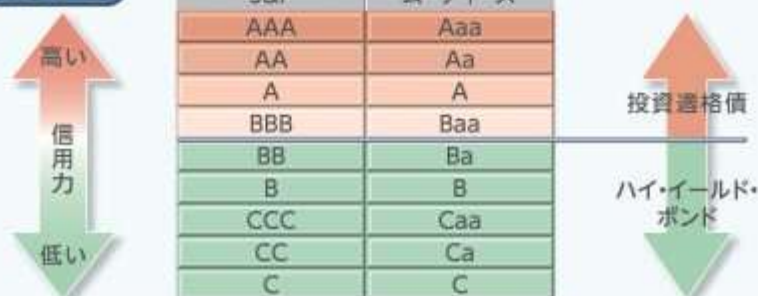 AAA Aaa
高い AA Aa
A A
投資適格債
BBB Baa
信用力
BB Ba
B B
ハイ・イールド・
ボンド
CCC Caa
低い CC Ca
C C